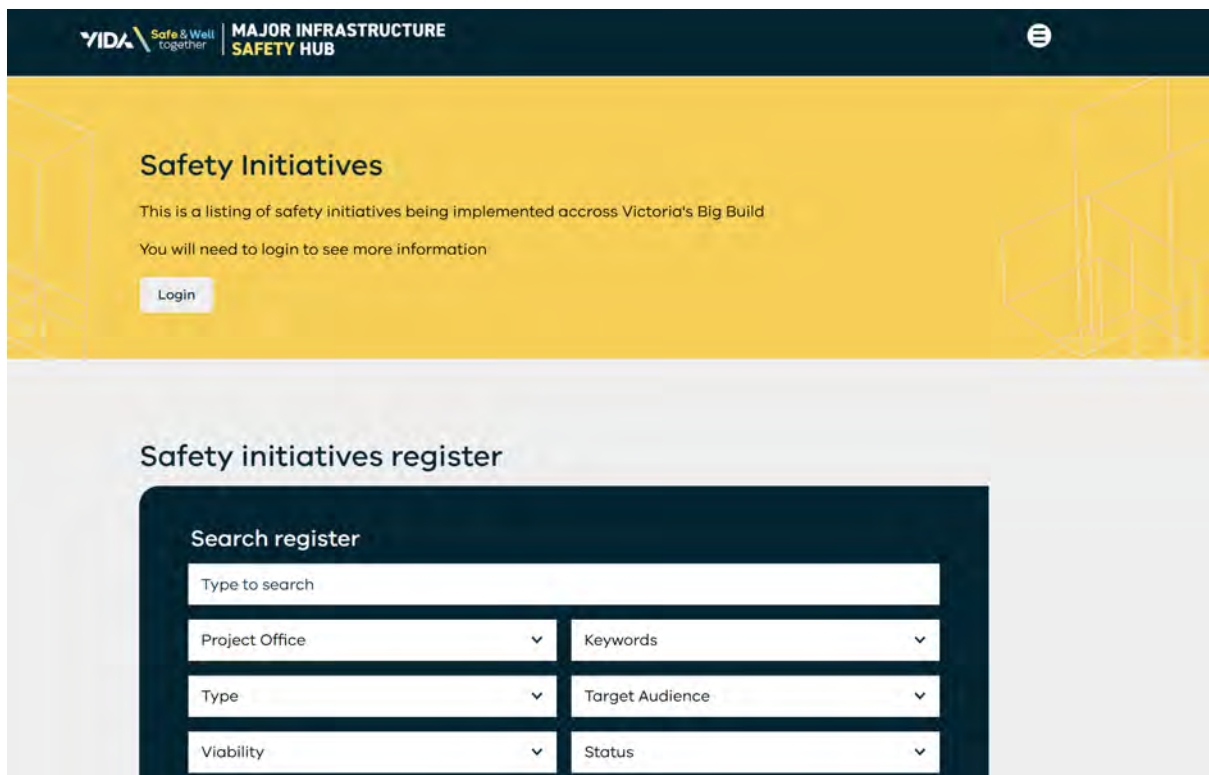 VIDA Safe & Well together MAJOR INFRASTRUCTURE SAFETY HUB
Safety Initiatives
This is a listing of safety initiatives being implemented accross Victoria's Big Build
You will need to login to see more information
Login
Safety initiatives register
Search register
Type to search
Project Office
Keywords
Type
Target Audience
Viability
Status